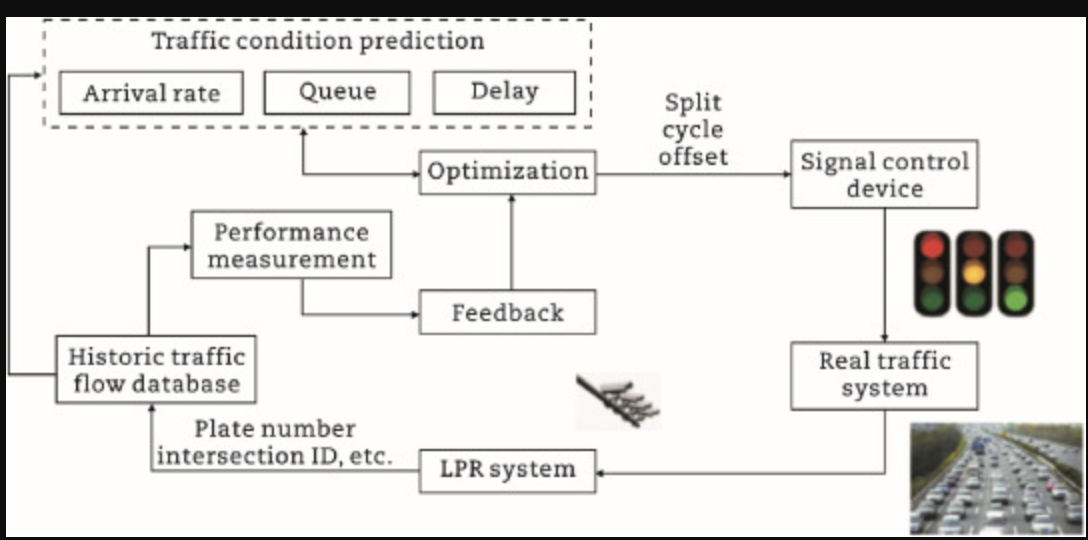 Traffic condition prediction
Arrival rate
Queue
Delay
Split
cycle
offset
Optimization
Signal control
device
Performance
measurement
Feedback
Historic traffic
flow database
Real traffic
system
Plate number
intersection ID, etc.
LPR system